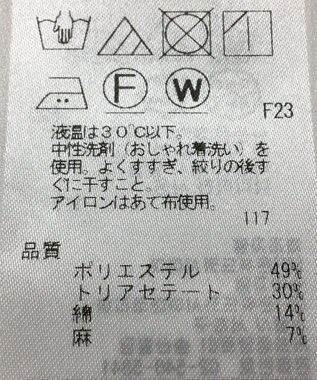 F W
F23
液温は30℃以下。
中性洗剤(おしゃれ着洗い)を
使用。よくすすぎ、絞りの後す
ぐに干すこと。
アイロンはあて布使用。
117
品質
ポリエステル 49%
トリアセテート 30%
綿 14%
麻 7%